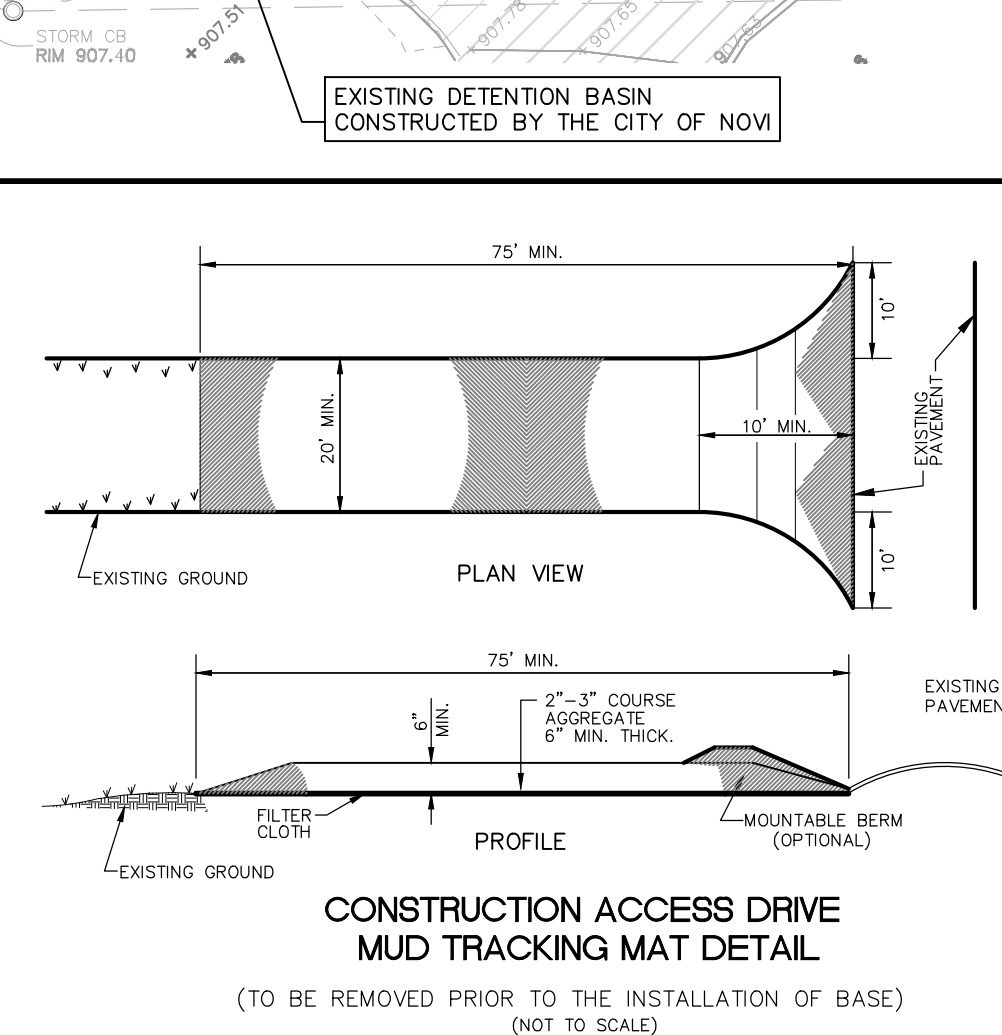 907.51
907.78
907.65
907.63
STORM CB
RIM 907.40
EXISTING DETENTION BASIN
CONSTRUCTED BY THE CITY OF NOVI
75' MIN.
10'
20' MIN.
10' MIN.
EXISTING
PAVEMENT
10'
EXISTING GROUND
PLAN VIEW
75' MIN.
EXISTING
PAVEMEN
6"
MIN.
2"-3" COURSE
AGGREGATE
6" MIN. THICK.
FILTER
CLOTH
MOUNTABLE BERM
(OPTIONAL)
PROFILE
EXISTING GROUND
CONSTRUCTION ACCESS DRIVE
MUD TRACKING MAT DETAIL
(TO BE REMOVED PRIOR TO THE INSTALLATION OF BASE)
(NOT TO SCALE)